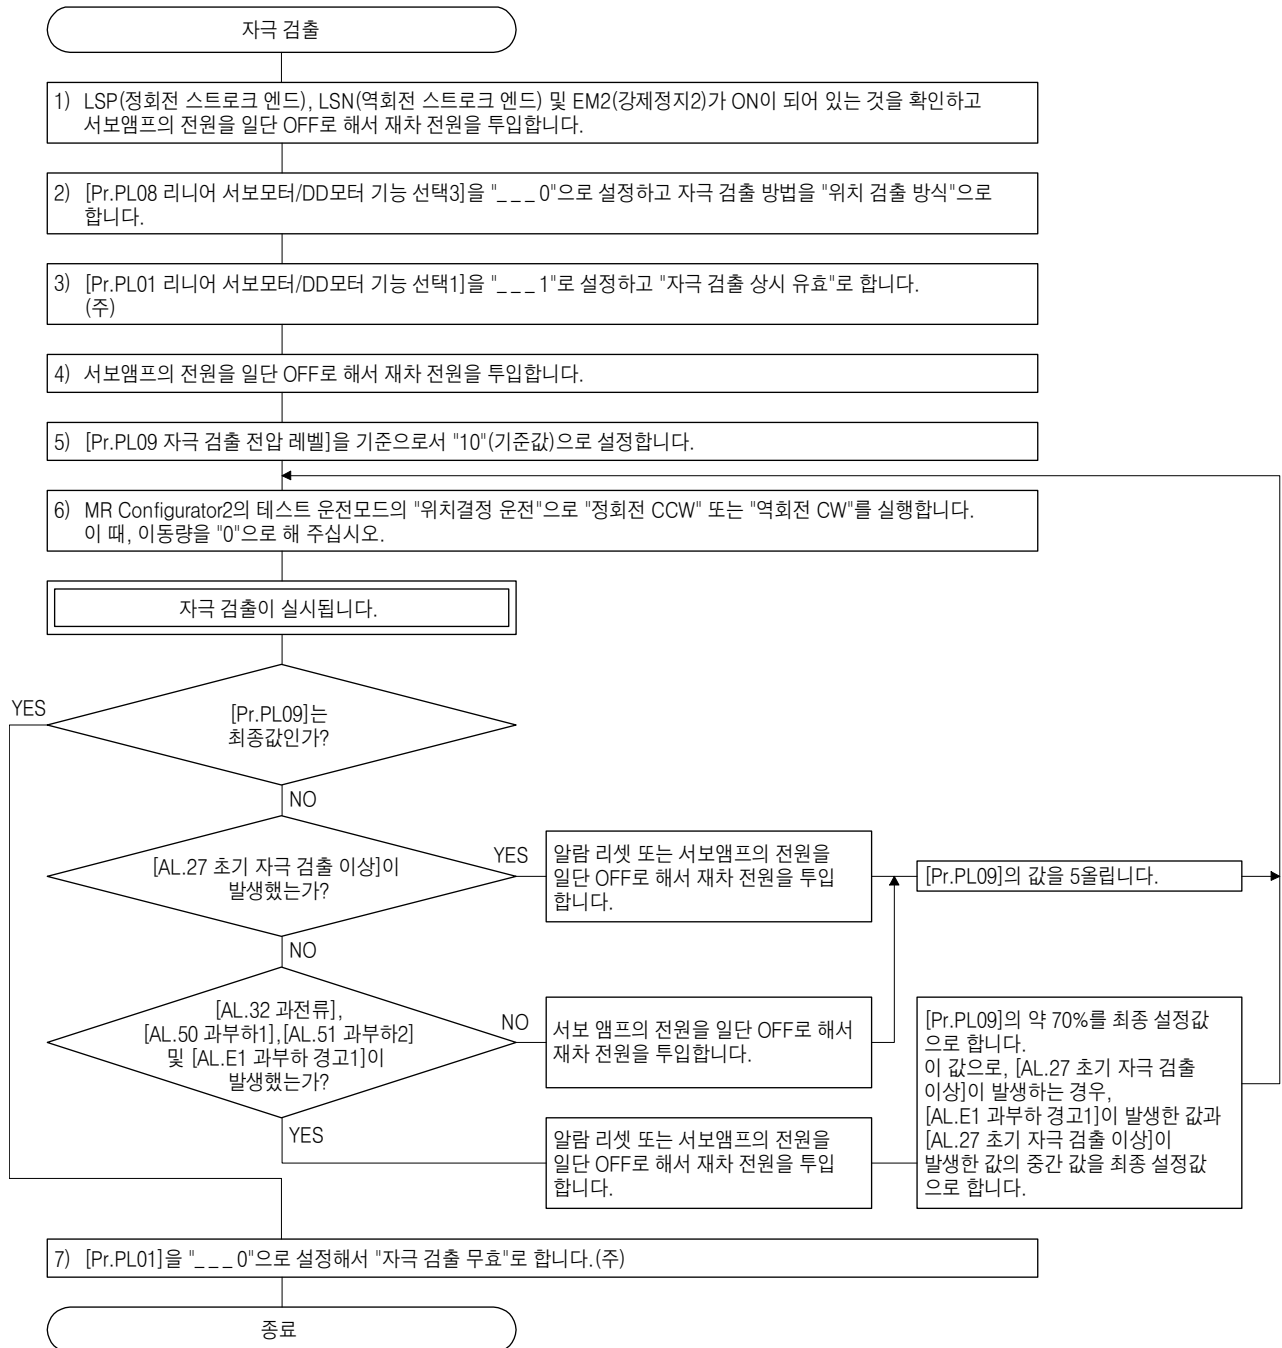 자극 검출
1) LSP(정회전 스트로크 엔드), LSN(역회전 스트로크 엔드) 및 EM2(강제정지2)가 ON이 되어 있는 것을 확인하고
서보앰프의 전원을 일단 OFF로 해서 재차 전원을 투입합니다.
2) [Pr.PL08 리니어 서보모터/DD모터 기능 선택3]을 "_ _ _ 0"으로 설정하고 자극 검출 방법을 "위치 검출 방식"으로
합니다.
3) [Pr.PL01 리니어 서보모터/DD모터 기능 선택1]을 "_ _ _ 1"로 설정하고 "자극 검출 상시 유효"로 합니다.
(주)
4) 서보앰프의 전원을 일단 OFF로 해서 재차 전원을 투입합니다.
5) [Pr.PL09 자극 검출 전압 레벨]을 기준으로서 "10"(기준값)으로 설정합니다.
6) MR Configurator2의 테스트 운전모드의 "위치결정 운전"으로 "정회전 CCW" 또는 "역회전 CW"를 실행합니다.
이 때, 이동량을 "0"으로 해 주십시오.
자극 검출이 실시됩니다.
YES
[Pr.PL09]는
최종값인가?
NO
[AL.27 초기 자극 검출 이상]이
발생했는가?
YES
알람 리셋 또는 서보앰프의 전원을
일단 OFF로 해서 재차 전원을 투입
합니다.
[Pr.PL09]의 값을 5올립니다.
NO
[AL.32 과전류],
[AL.50 과부하1],[AL.51 과부하2]
및 [AL.E1 과부하 경고1]이
발생했는가?
NO
서보 앰프의 전원을 일단 OFF로 해서
재차 전원을 투입합니다.
[Pr.PL09]의 약 70%를 최종 설정값
으로 합니다.
이 값으로, [AL.27 초기 자극 검출
이상]이 발생하는 경우,
[AL.E1 과부하 경고1]이 발생한 값과
[AL.27 초기 자극 검출 이상]이
발생한 값의 중간 값을 최종 설정값
으로 합니다.
YES
알람 리셋 또는 서보앰프의 전원을
일단 OFF로 해서 재차 전원을 투입
합니다.
7) [Pr.PL01]을 "_ _ _ 0"으로 설정해서 "자극 검출 무효"로 합니다.(주)
종료